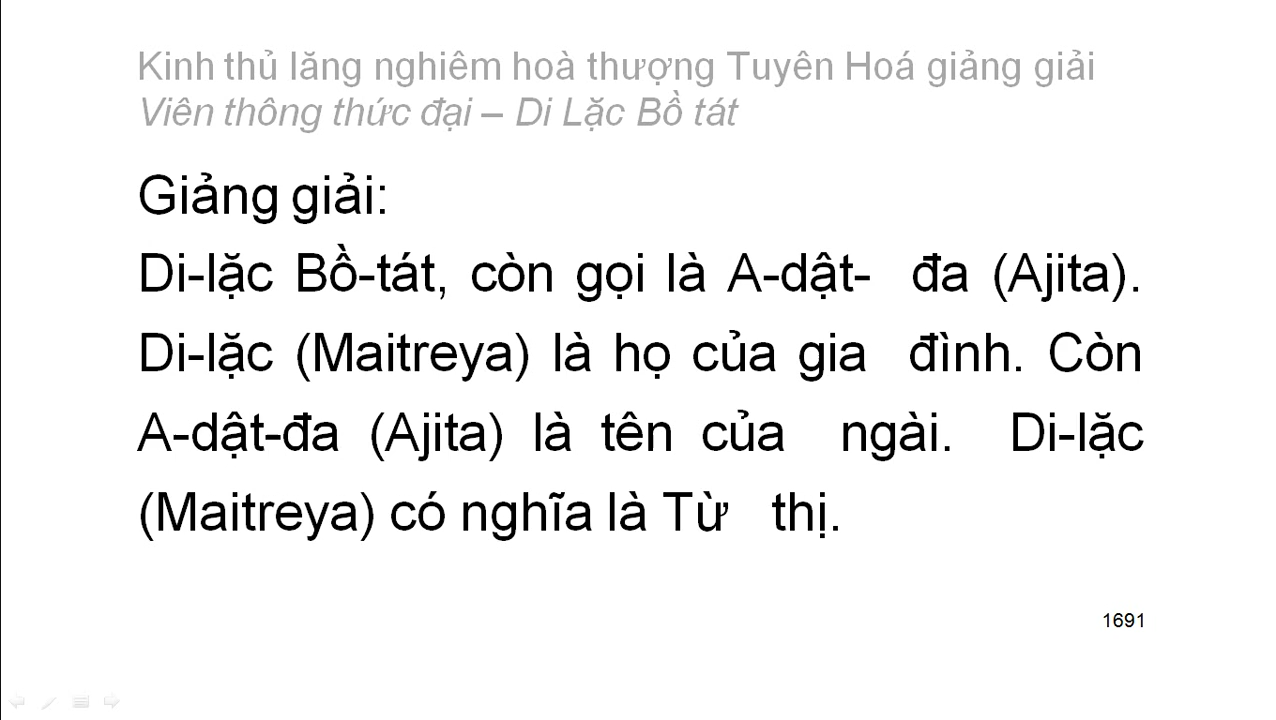 Kinh thủ lăng nghiêm hoà thượng Tuyên Hoá giảng giải
Viên thông thức đại – Di Lặc Bồ tát
Giảng giải:
Di-lặc Bồ-tát, còn gọi là A-dật- đa (Ajita).
Di-lặc (Maitreya) là họ của gia đình. Còn
A-dật-đa (Ajita) là tên của ngài. Di-lặc
(Maitreya) có nghĩa là Từ thị.
1691